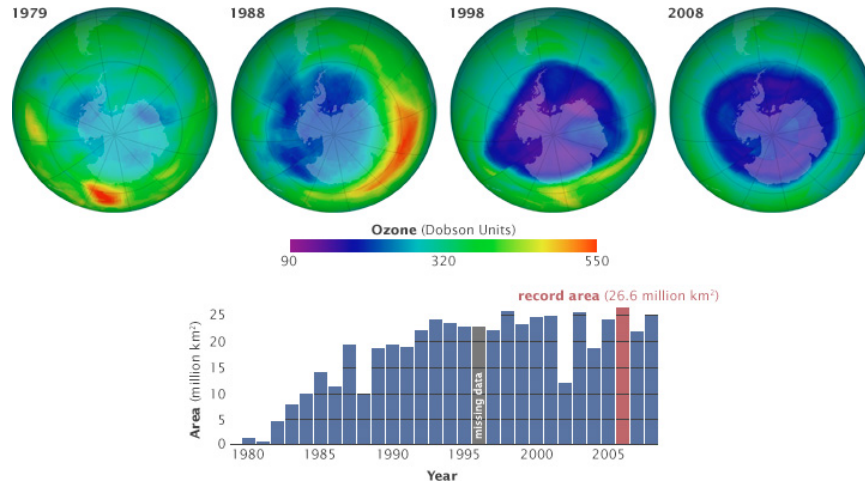 1979 1988 1998 2008
Ozone (Dobson Units)
90 320 550
record area (26.6 million km²)
25
20
15
10
5
0
Area (million km²)
missing data
1980 1985 1990 1995 2000 2005
Year